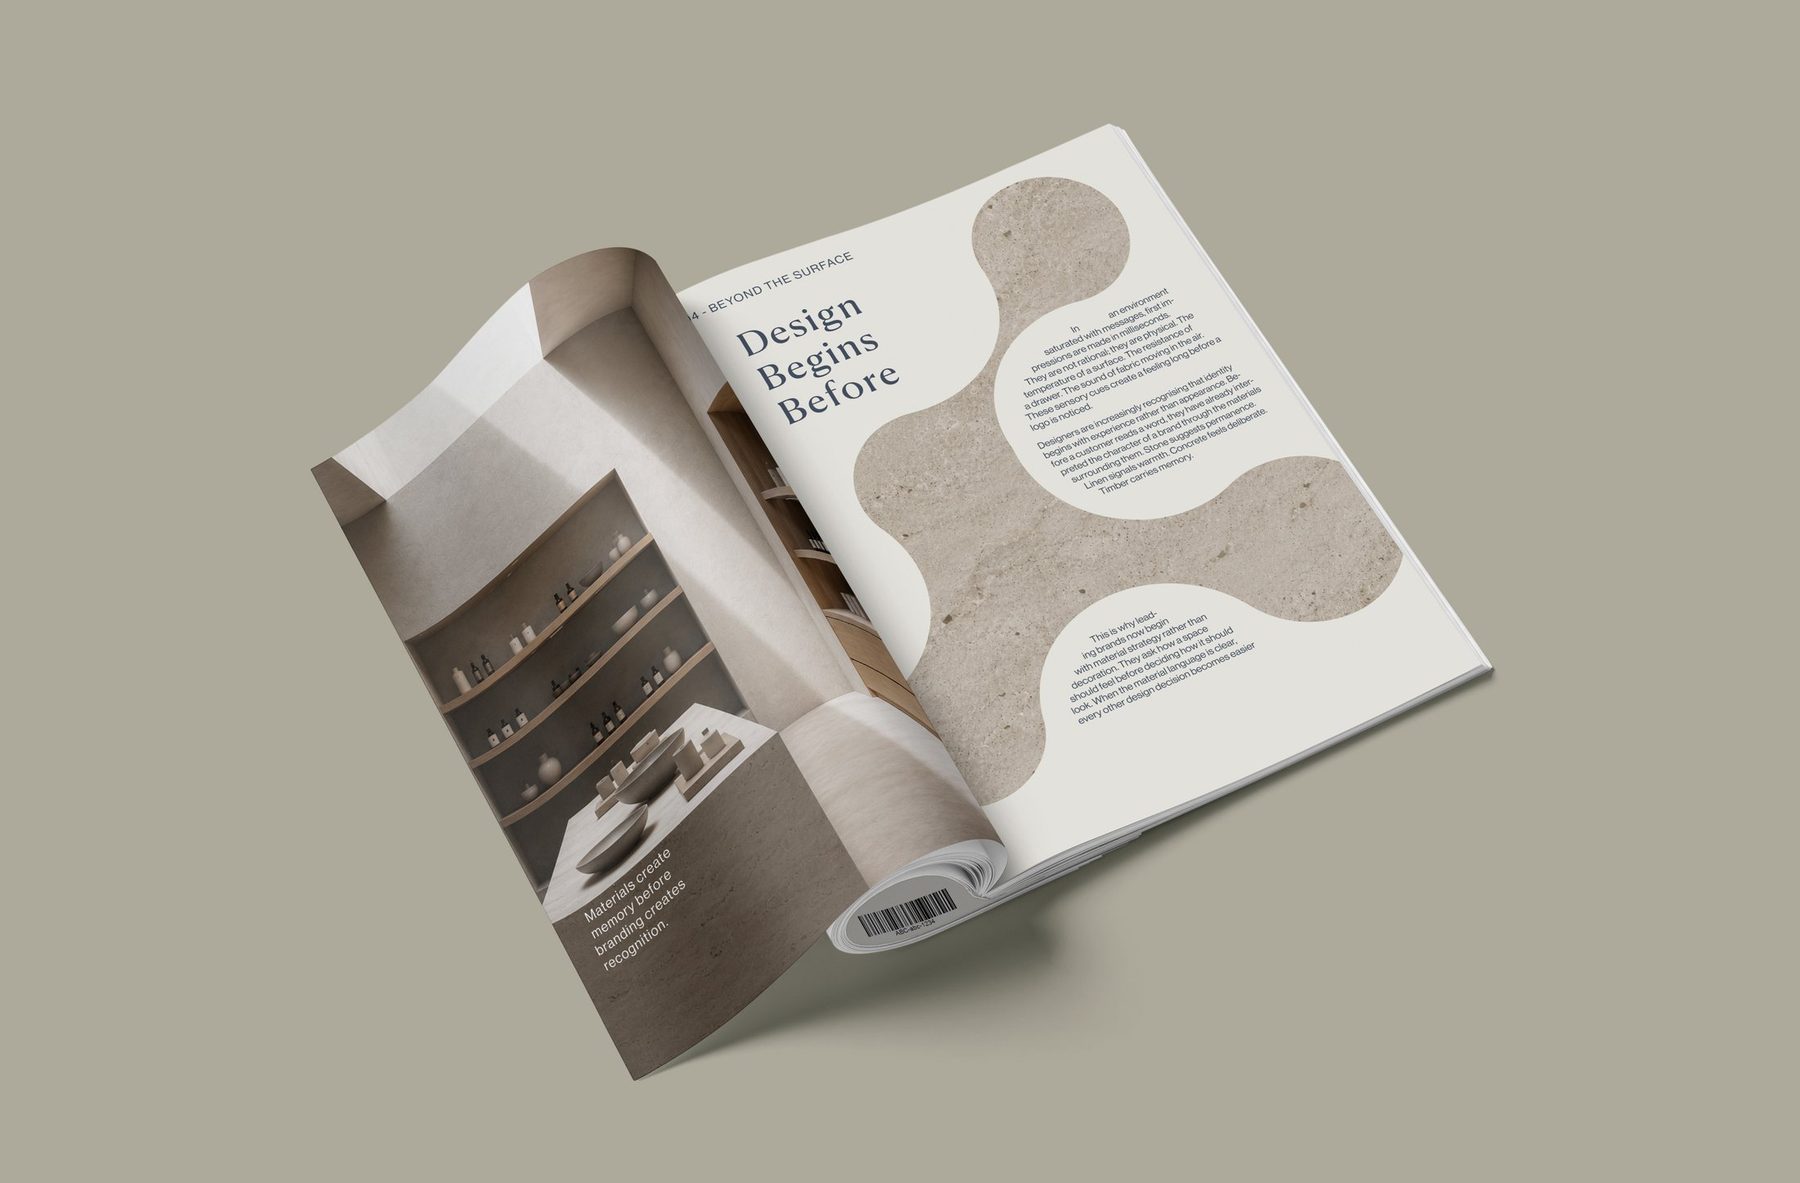 Materials create
memory before
branding creates
recognition.
04 - BEYOND THE SURFACE
Design
Begins
Before
In an environment
saturated with messages, first im-
pressions are made in milliseconds.
They are not rational; they are physical. The
temperature of a surface. The resistance of
a drawer. The sound of fabric moving in the air.
These sensory cues create a feeling long before a
logo is noticed.
Designers are increasingly recognising that identity
begins with experience rather than appearance. Be-
fore a customer reads a word, they have already inter-
preted the character of a brand through the materials
surrounding them. Stone suggests permanence.
Linen signals warmth. Concrete feels deliberate.
Timber carries memory.
This is why lead-
ing brands now begin
with material strategy rather than
decoration. They ask how a space
should feel before deciding how it should
look. When the material language is clear,
every other design decision becomes easier
ABC-abc-1234